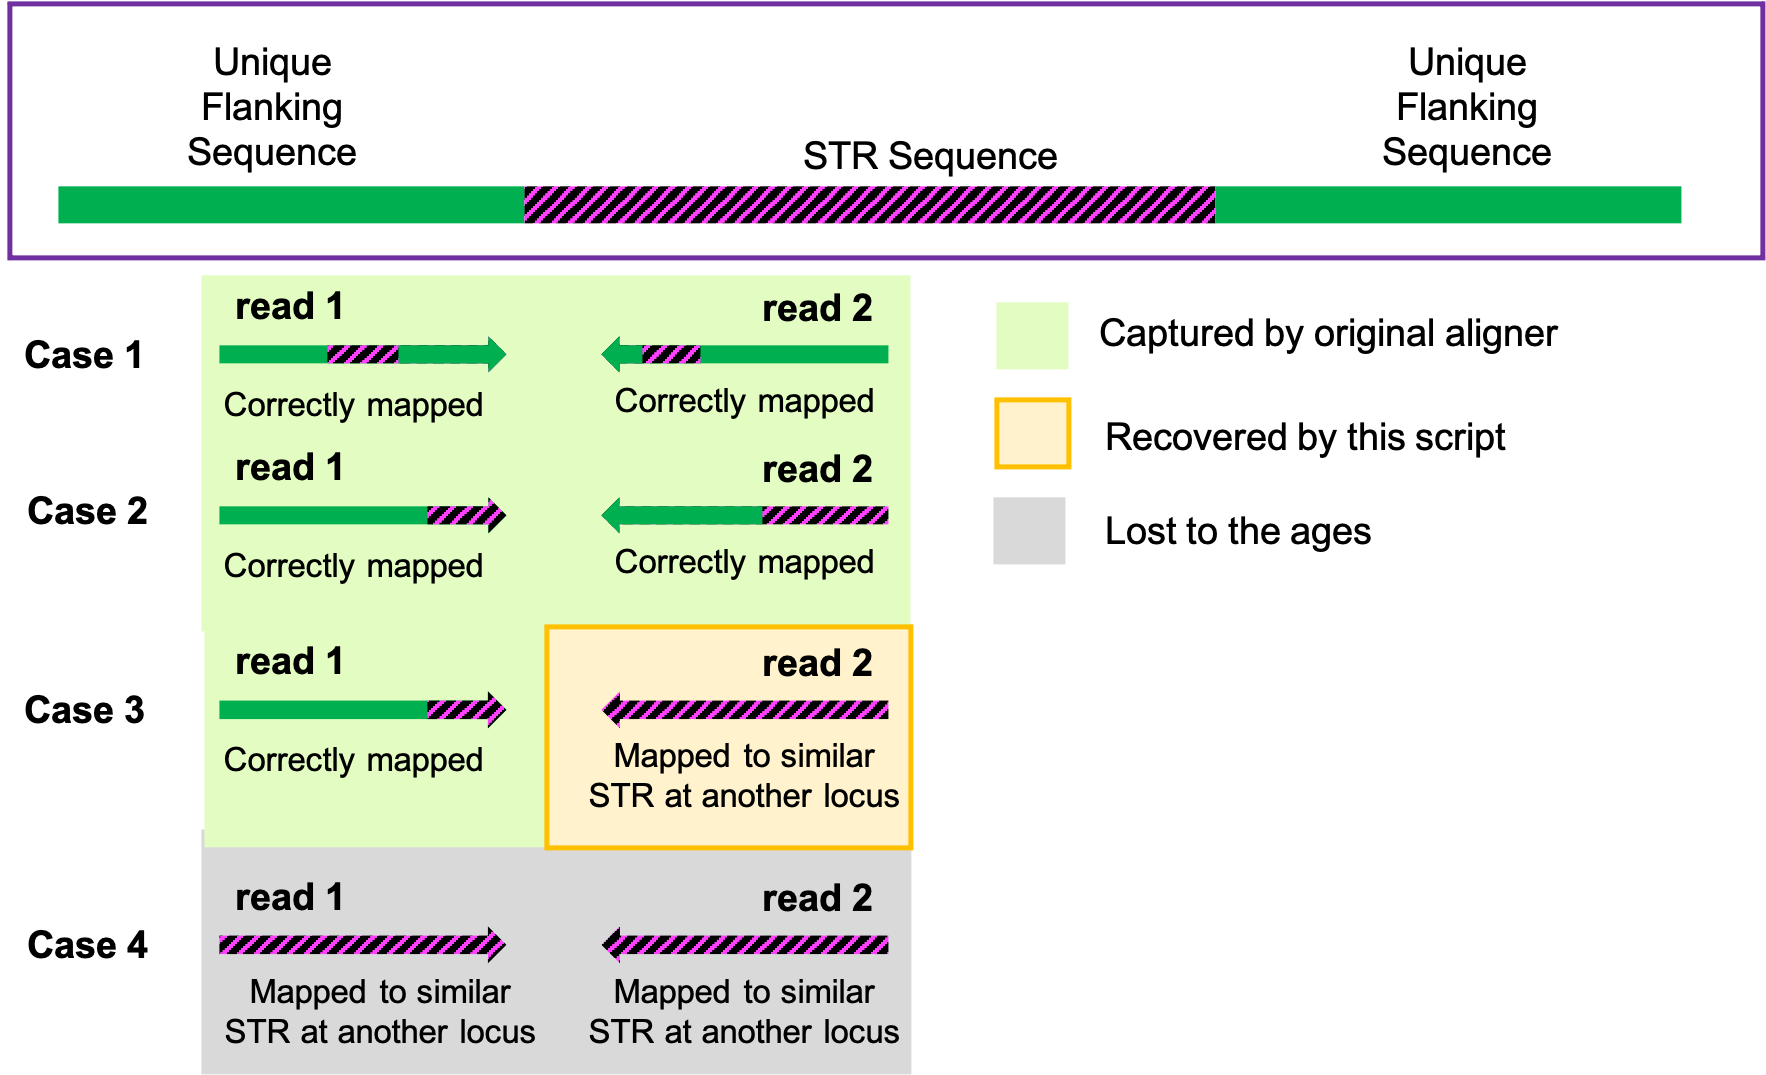 Unique
Flanking
Sequence
STR Sequence
Unique
Flanking
Sequence
Case 1
read 1
Correctly mapped
read 2
Correctly mapped
Case 2
read 1
Correctly mapped
read 2
Correctly mapped
Case 3
read 1
Correctly mapped
read 2
Mapped to similar
STR at another locus
Case 4
read 1
Mapped to similar
STR at another locus
read 2
Mapped to similar
STR at another locus
Captured by original aligner
Recovered by this script
Lost to the ages